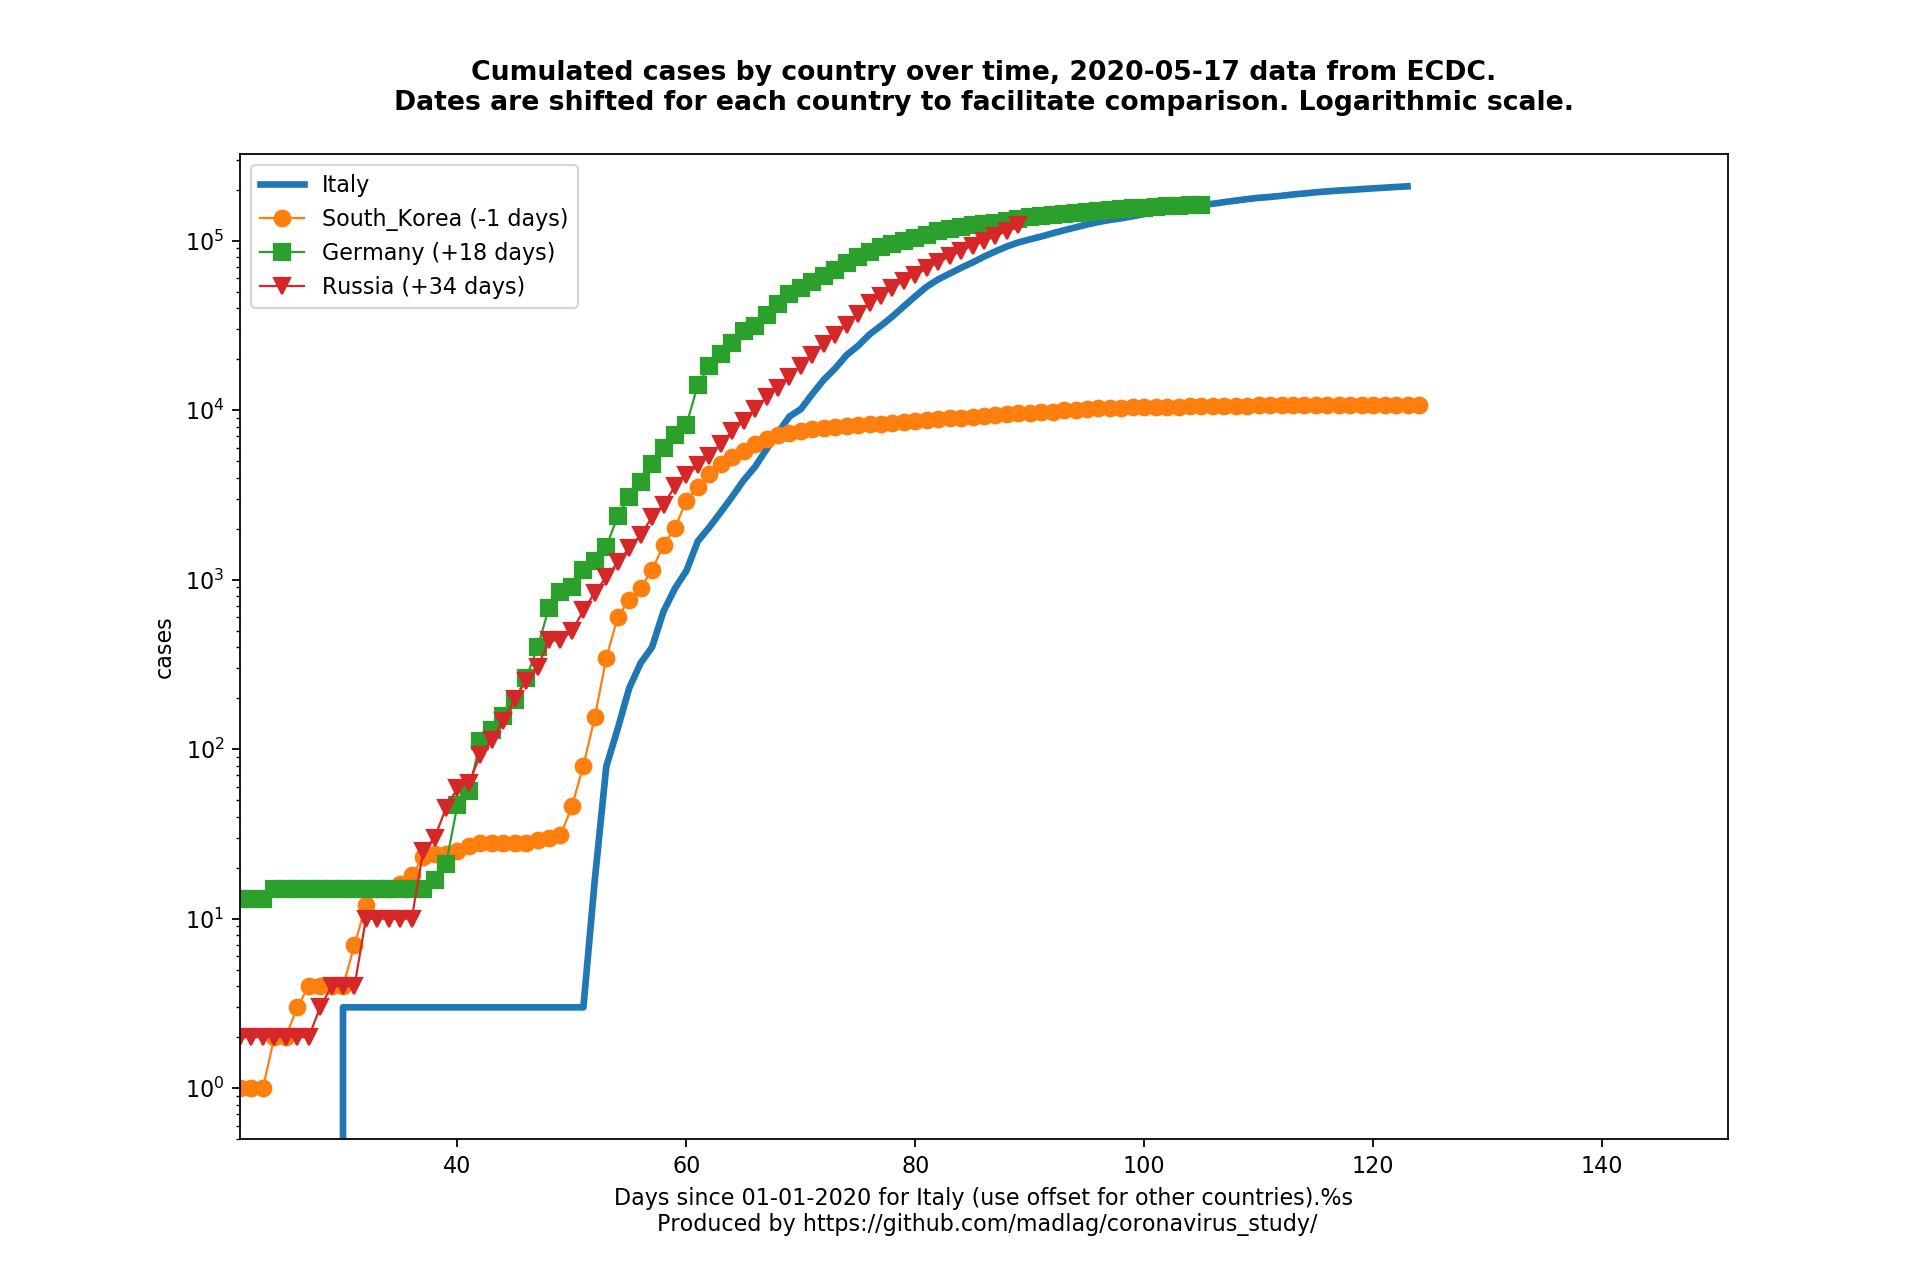 Cumulated cases by country over time, 2020-05-17 data from ECDC.
Dates are shifted for each country to facilitate comparison. Logarithmic scale.
Italy
South_Korea (-1 days)
Germany (+18 days)
Russia (+34 days)
10^5
10^4
10^3
10^2
10^1
10^0
cases
40 60 80 100 120 140
Days since 01-01-2020 for Italy (use offset for other countries).%s
Produced by https://github.com/madlag/coronavirus_study/